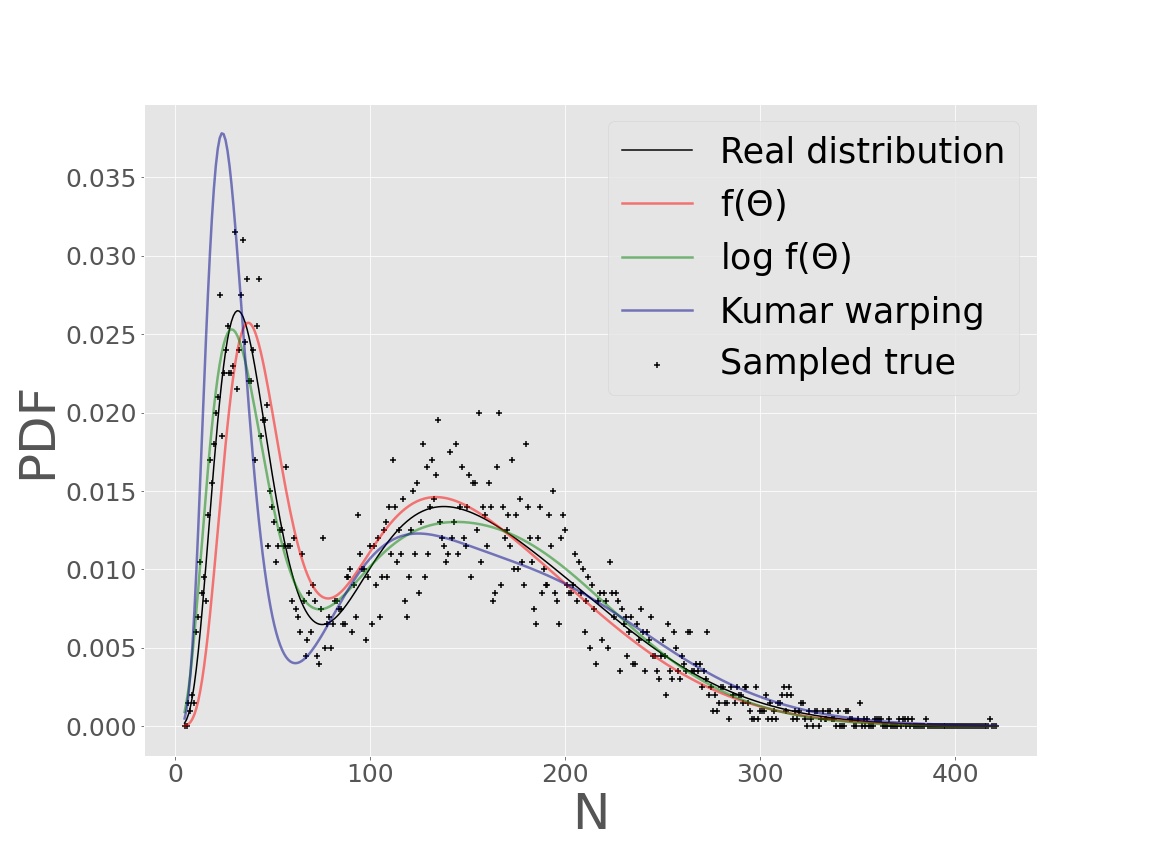 Real distribution
f(Θ)
log f(Θ)
Kumar warping
Sampled true
0.035
0.030
0.025
0.020
0.015
0.010
0.005
0.000
PDF
0 100 200 300 400
N